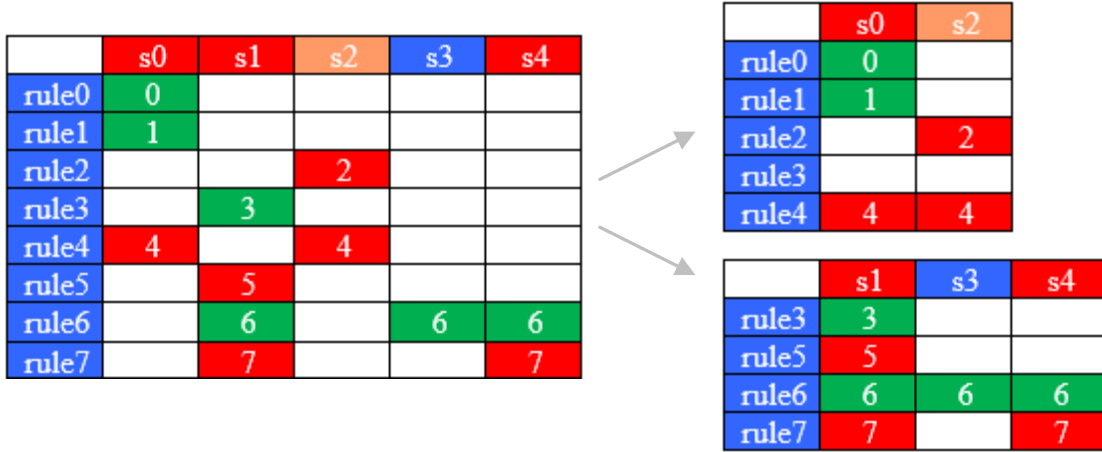 s0 s1 s2 s3 s4
rule0 0
rule1 1
rule2 2
rule3 3
rule4 4 4
rule5 5
rule6 6 6 6
rule7 7 7
s0 s2
rule0 0
rule1 1
rule2 2
rule3
rule4 4 4
s1 s3 s4
rule3 3
rule5 5
rule6 6 6 6
rule7 7 7